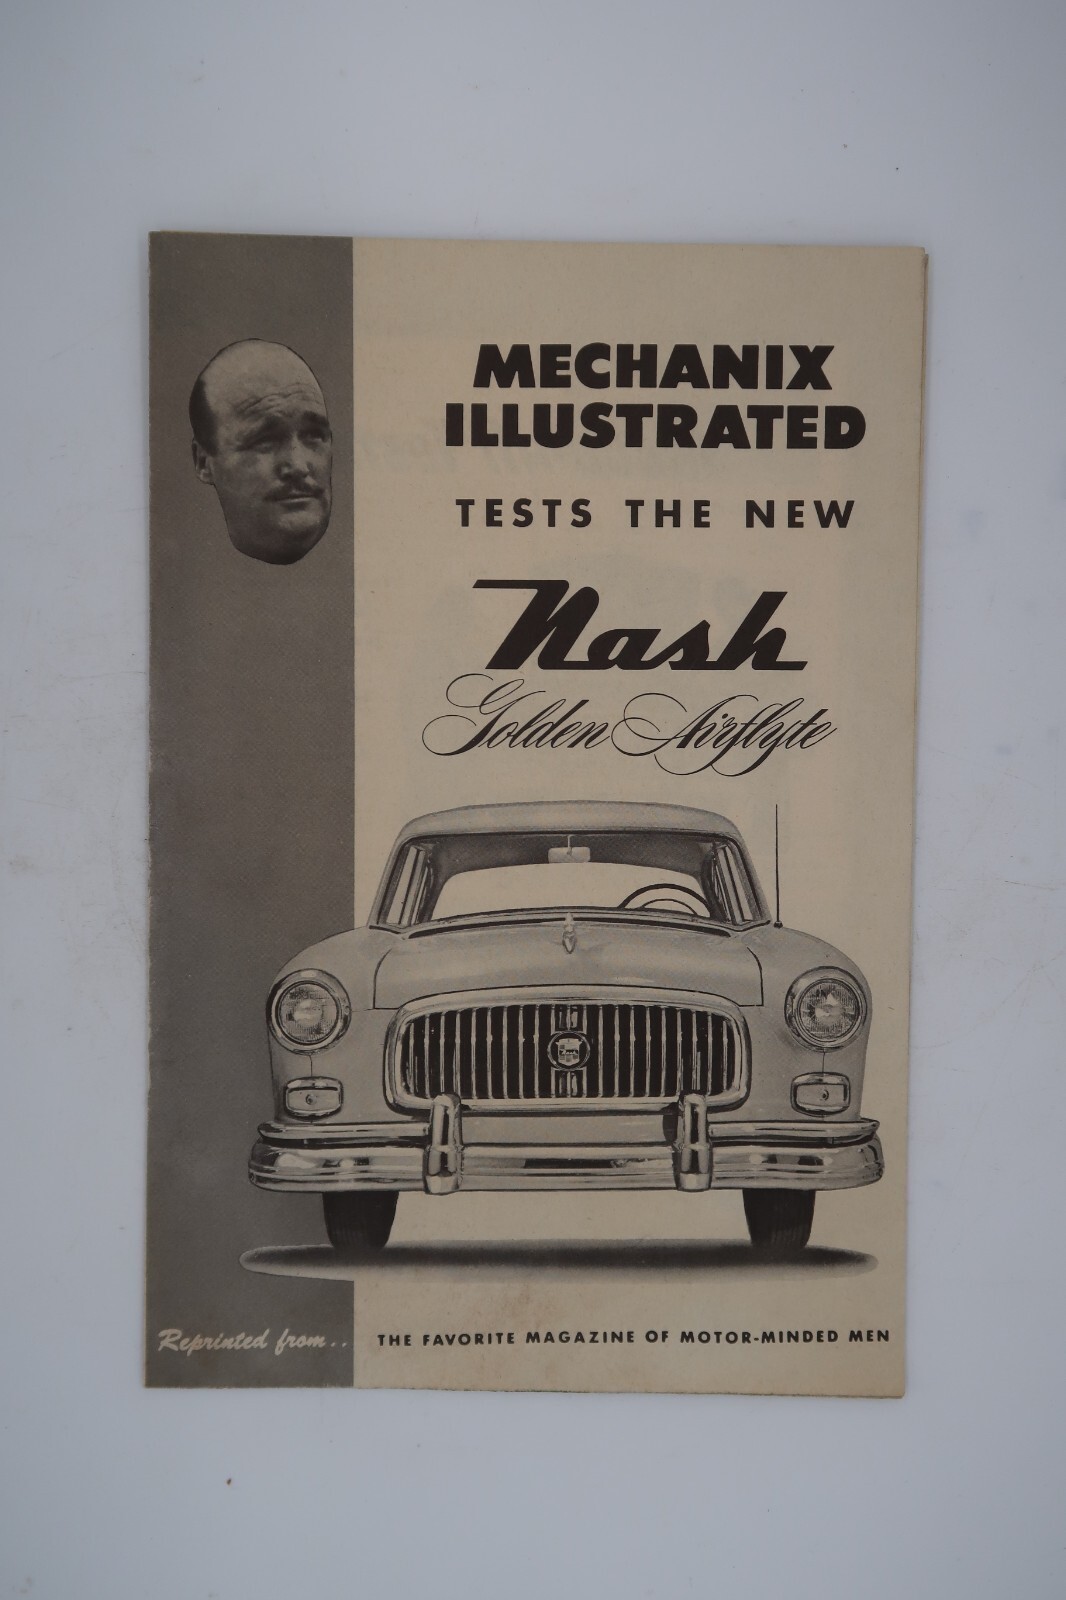 MECHANIX
ILLUSTRATED
TESTS THE NEW
Nash
Golden Airflyte
Reprinted from.. THE FAVORITE MAGAZINE OF MOTOR-MINDED MEN